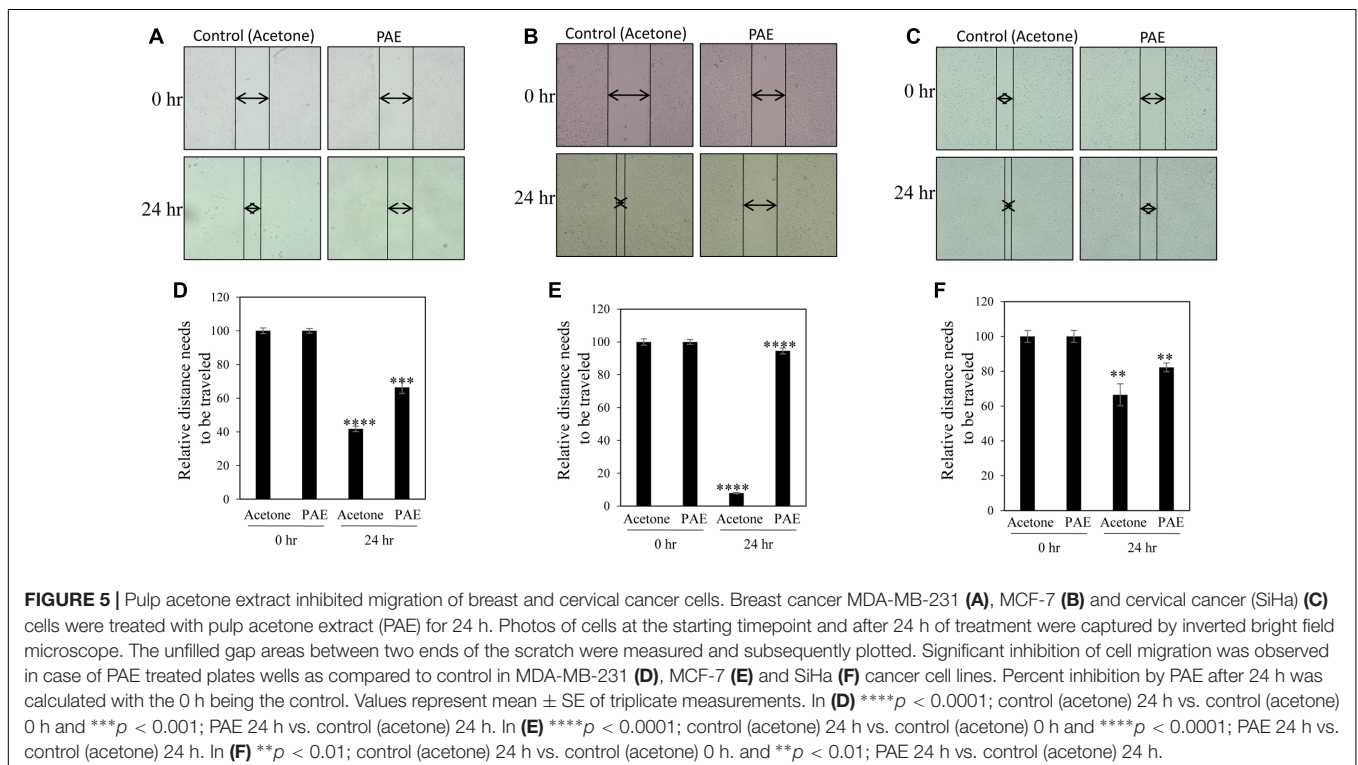 A
Control (Acetone) PAE
0 hr
24 hr
B
Control (Acetone) PAE
0 hr
24 hr
C
Control (Acetone) PAE
0 hr
24 hr
D
Relative distance needs
to be traveled
120
100
80
60
40
20
0
****
***
Acetone PAE Acetone PAE
0 hr 24 hr
E
Relative distance needs
to be traveled
120
100
80
60
40
20
0
****
****
Acetone PAE Acetone PAE
0 hr 24 hr
F
Relative distance needs
to be traveled
120
100
80
60
40
20
0
**
**
Acetone PAE Acetone PAE
0 hr 24 hr
FIGURE 5 | Pulp acetone extract inhibited migration of breast and cervical cancer cells. Breast cancer MDA-MB-231 (A), MCF-7 (B) and cervical cancer (SiHa) (C)
cells were treated with pulp acetone extract (PAE) for 24 h. Photos of cells at the starting timepoint and after 24 h of treatment were captured by inverted bright field
microscope. The unfilled gap areas between two ends of the scratch were measured and subsequently plotted. Significant inhibition of cell migration was observed
in case of PAE treated plates wells as compared to control in MDA-MB-231 (D), MCF-7 (E) and SiHa (F) cancer cell lines. Percent inhibition by PAE after 24 h was
calculated with the 0 h being the control. Values represent mean ± SE of triplicate measurements. In (D) ****p < 0.0001; control (acetone) 24 h vs. control (acetone)
0 h and ***p < 0.001; PAE 24 h vs. control (acetone) 24 h. In (E) ****p < 0.0001; control (acetone) 24 h vs. control (acetone) 0 h and ****p < 0.0001; PAE 24 h vs.
control (acetone) 24 h. In (F) **p < 0.01; control (acetone) 24 h vs. control (acetone) 0 h. and **p < 0.01; PAE 24 h vs. control (acetone) 24 h.